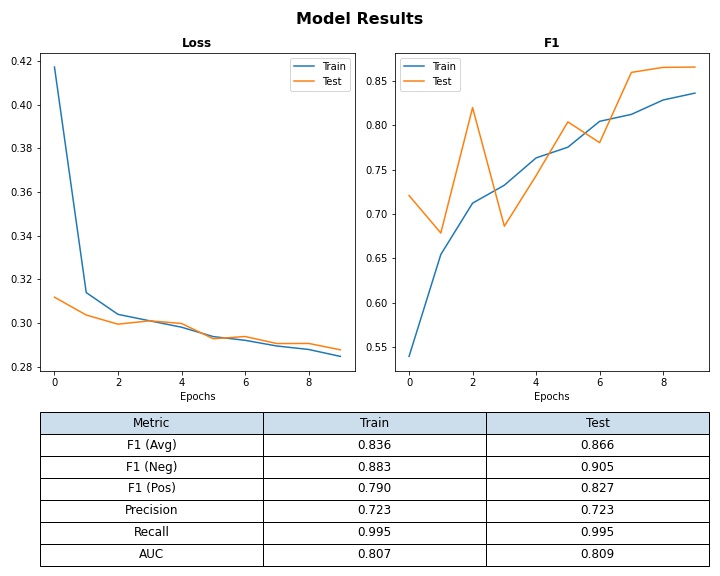 Model Results
Loss
0.42
0.40
0.38
0.36
0.34
0.32
0.30
0.28
Train
Test
0 2 4 6 8
Epochs
F1
0.85
0.80
0.75
0.70
0.65
0.60
0.55
Train
Test
0 2 4 6 8
Epochs
Metric Train Test
F1 (Avg) 0.836 0.866
F1 (Neg) 0.883 0.905
F1 (Pos) 0.790 0.827
Precision 0.723 0.723
Recall 0.995 0.995
AUC 0.807 0.809